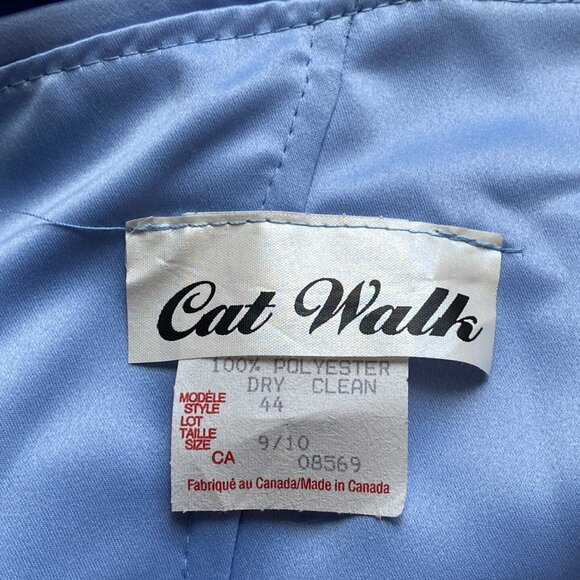 Cat Walk
100% POLYESTER
DRY CLEAN
MODÈLE
STYLE 44
LOT
TAILLE
SIZE 9/10
CA 08569
Fabriqué au Canada/Made in Canada